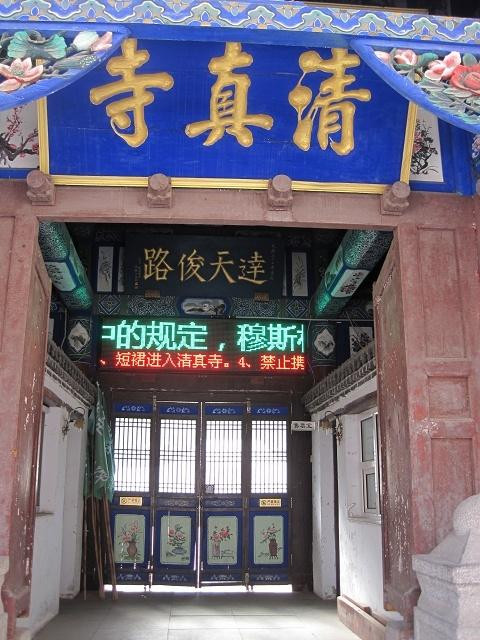 清真寺
達天俊路
中的规定，穆斯
、短裙进入清真寺。4、禁止携